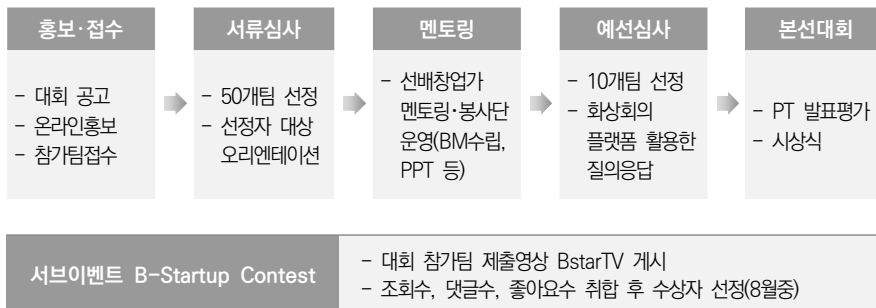 홍보·접수
- 대회 공고
- 온라인홍보
- 참가팀접수
서류심사
- 50개팀 선정
- 선정자 대상
오리엔테이션
멘토링
- 선배창업가
멘토링·봉사단
운영(BM수립,
PPT 등)
예선심사
- 10개팀 선정
- 화상회의
플랫폼 활용한
질의응답
본선대회
- PT 발표평가
- 시상식
서브이벤트 B-Startup Contest
- 대회 참가팀 제출영상 BstarTV 게시
- 조회수, 댓글수, 좋아요수 취합 후 수상자 선정(8월중)